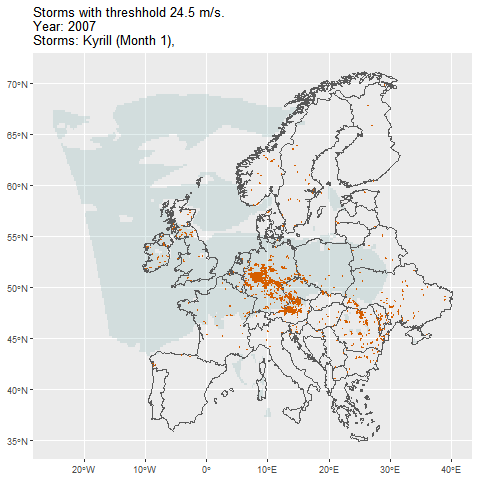 Storms with threshhold 24.5 m/s.
Year: 2007
Storms: Kyrill (Month 1),
70°N
65°N
60°N
55°N
50°N
45°N
40°N
35°N
20°W
10°W
0°
10°E
20°E
30°E
40°E